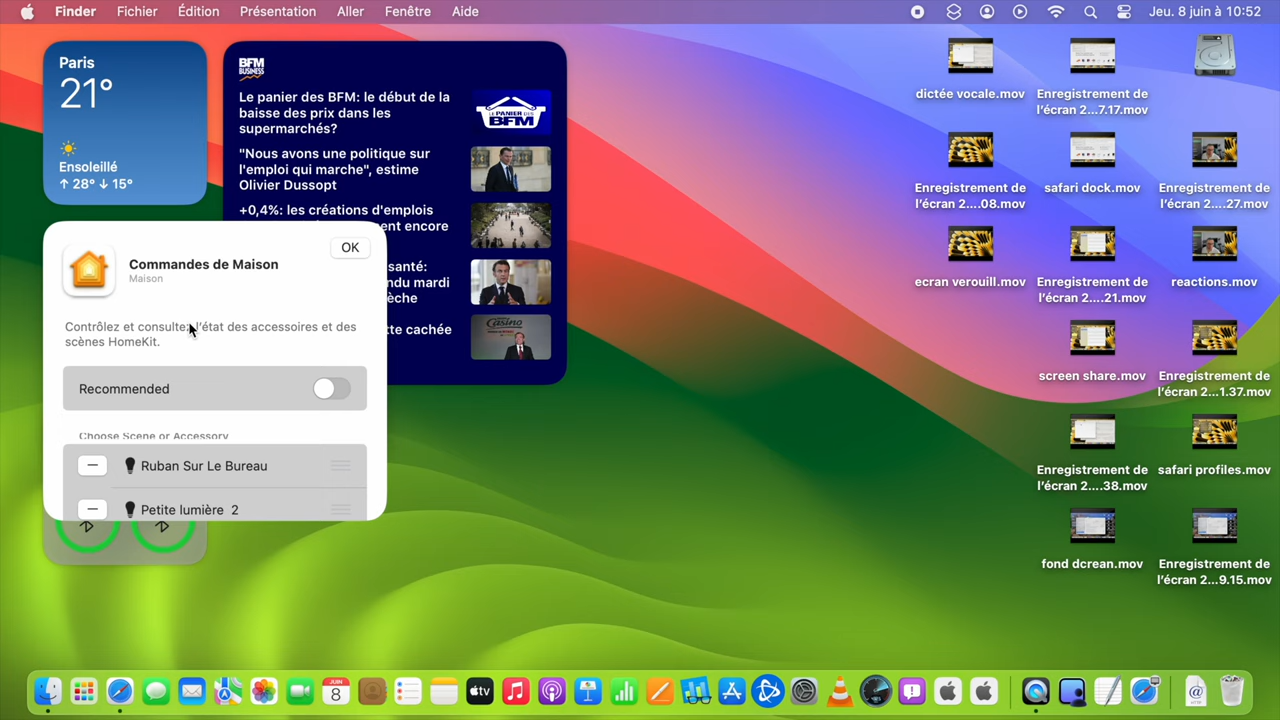 Finder Fichier Édition Présentation Aller Fenêtre Aide
Jeu. 8 juin à 10:52
Paris
21°
Ensoleillé
↑ 28° ↓ 15°
BFM
BUSINESS
Le panier des BFM: le début de la
baisse des prix dans les
supermarchés?
LE PANIER DES
BFM
"Nous avons une politique sur
l'emploi qui marche", estime
Olivier Dussopt
+0,4%: les créations d'emplois
ent encore
santé:
ndu mardi
èche
tte cachée
Casino
OK
Commandes de Maison
Maison
Contrôlez et consultez l'état des accessoires et des
scènes HomeKit.
Recommended
Choose Scene or Accessory
Ruban Sur Le Bureau
Petite lumière 2
dictée vocale.mov
Enregistrement de
l'écran 2...7.17.mov
Enregistrement de
l'écran 2....08.mov
safari dock.mov
Enregistrement de
l'écran 2....27.mov
ecran verouill.mov
Enregistrement de
l'écran 2....21.mov
reactions.mov
screen share.mov
Enregistrement de
l'écran 2...1.37.mov
Enregistrement de
l'écran 2....38.mov
safari profiles.mov
fond dcrean.mov
Enregistrement de
l'écran 2...9.15.mov
JUIN
8
tv
@
HTTP